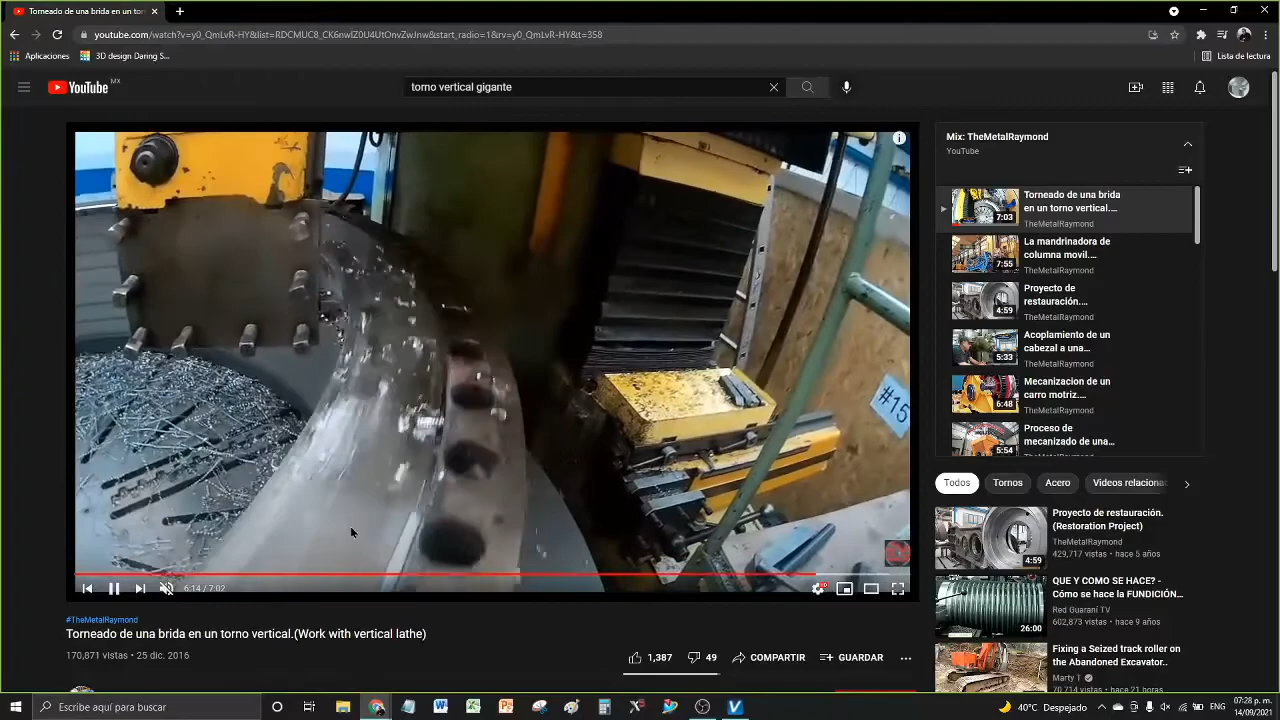 Torneado de una brida en un torn
youtube.com/watch?v=y0_QmLvR-HY&list=RDCMUC8_CK6nwlZ0U4UtOnvZwJnw&start_radio=1&rv=y0_QmLvR-HY&t=358
Aplicaciones
3D design Daring S...
Lista de lectura
YouTube
MX
torno vertical gigante
#15
6:14 / 7:02
HD
#TheMetalRaymond
Torneado de una brida en un torno vertical.(Work with vertical lathe)
170,871 vistas • 25 dic. 2016
1,387
49
COMPARTIR
GUARDAR
Mix: TheMetalRaymond
YouTube
7:03
Torneado de una brida
en un torno vertical....
TheMetalRaymond
7:55
La mandrinadora de
columna movil....
TheMetalRaymond
4:59
Proyecto de
restauración....
TheMetalRaymond
5:33
Acoplamiento de un
cabezal a una...
TheMetalRaymond
6:48
Mecanizacion de un
carro motriz....
TheMetalRaymond
5:54
Proceso de
mecanizado de una...
Todos
Tornos
Acero
Videos relaciona
4:59
Proyecto de restauración.
(Restoration Project)
TheMetalRaymond
429,717 vistas • hace 5 años
26:00
QUE Y COMO SE HACE? -
Cómo se hace la FUNDICIÓN...
Red Guaraní TV
602,873 vistas • hace 9 años
Fixing a Seized track roller on
the Abandoned Excavator..
Marty T
70,714 vistas • hace 21 horas
Escribe aquí para buscar
40°C Despejado
ENG
07:28 p. m.
14/09/2021